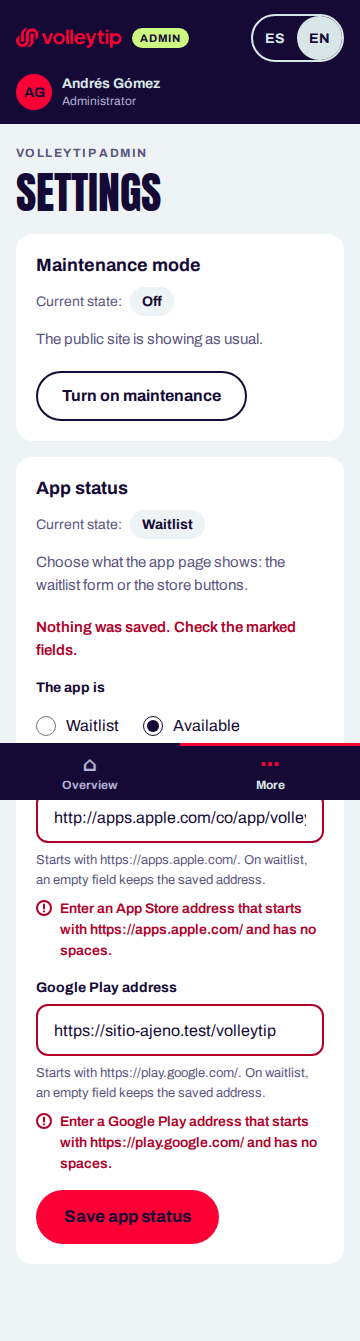 volleytip ADMIN ES EN
AG Andrés Gómez
Administrator
VOLLEYTIP ADMIN
SETTINGS
Maintenance mode
Current state: Off
The public site is showing as usual.
Turn on maintenance
App status
Current state: Waitlist
Choose what the app page shows: the
waitlist form or the store buttons.
Nothing was saved. Check the marked
fields.
The app is
Waitlist Available
Overview More
http://apps.apple.com/co/app/volley
Starts with https://apps.apple.com/. On waitlist,
an empty field keeps the saved address.
Enter an App Store address that starts
with https://apps.apple.com/ and has no
spaces.
Google Play address
https://sitio-ajeno.test/volleytip
Starts with https://play.google.com/. On waitlist,
an empty field keeps the saved address.
Enter a Google Play address that starts
with https://play.google.com/ and has no
spaces.
Save app status